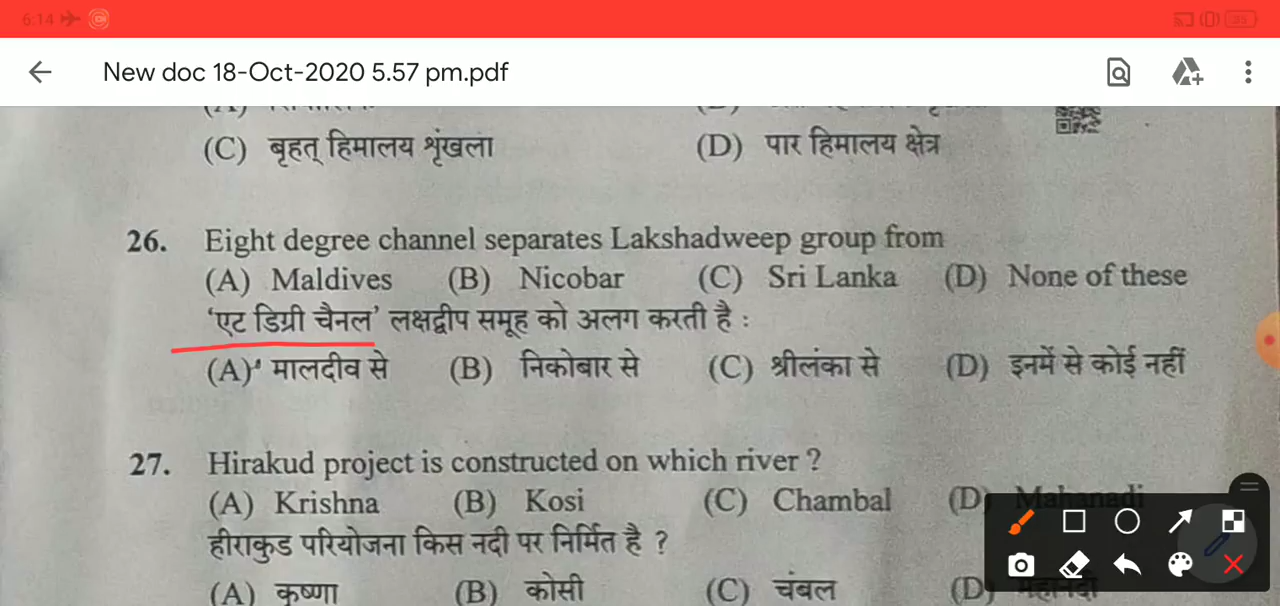 6:14
New doc 18-Oct-2020 5.57 pm.pdf
(C) बृहत् हिमालय शृंखला (D) पार हिमालय क्षेत्र
26. Eight degree channel separates Lakshadweep group from
(A) Maldives (B) Nicobar (C) Sri Lanka (D) None of these
‘एट डिग्री चैनल’ लक्षद्वीप समूह को अलग करती है :
(A) मालदीव से (B) निकोबार से (C) श्रीलंका से (D) इनमें से कोई नहीं
27. Hirakud project is constructed on which river ?
(A) Krishna (B) Kosi (C) Chambal (D) Mahanadi
हीराकुड परियोजना किस नदी पर निर्मित है ?
(A) कृष्णा (B) कोसी (C) चंबल (D) महानदी